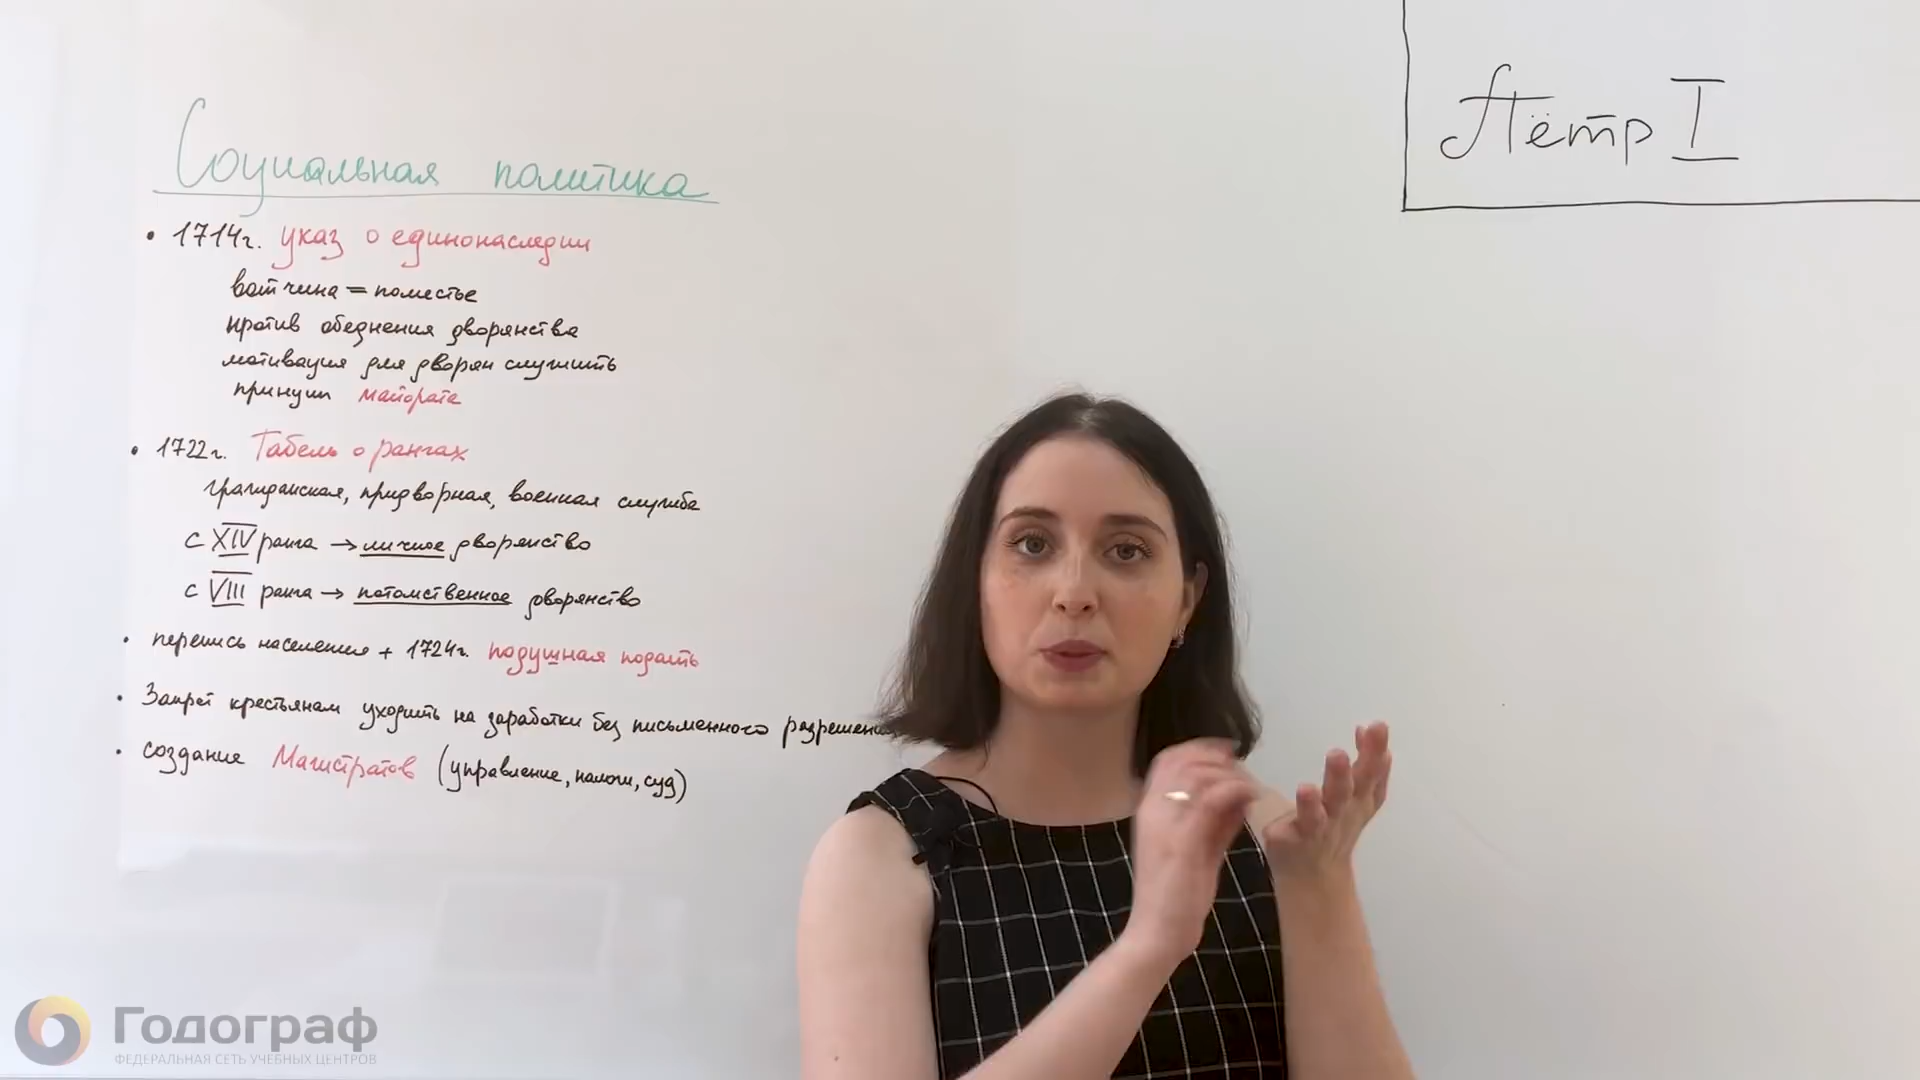 Социальная политика
Пётр I
• 1714г. указ о единонаследии
вотчина = поместье
против обеднения дворянства
мотивация для дворян служить
принцип майората
• 1722г. Табель о рангах
гражданская, придворная, военная служба
с XIV ранга → личное дворянство
с VIII ранга → потомственное дворянство
• перепись населения + 1724г. подушная подать
• Запрет крестьянам уходить на заработки без письменного разрешения
• создание Магистратов (управление, налоги, суд)
Годограф
ФЕДЕРАЛЬНАЯ СЕТЬ УЧЕБНЫХ ЦЕНТРОВ